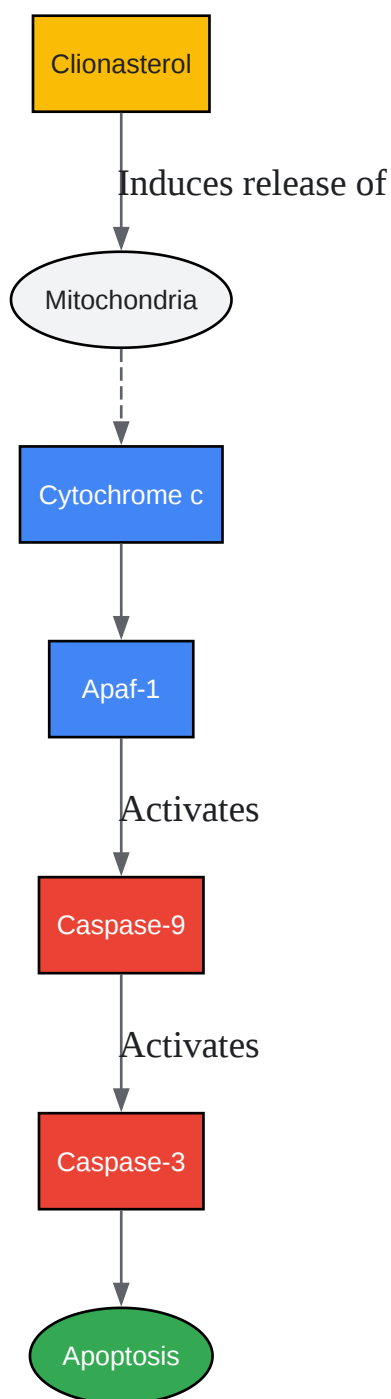 Clionasterol
Induces release of
Mitochondria
Cytochrome c
Apaf-1
Activates
Caspase-9
Activates
Caspase-3
Apoptosis